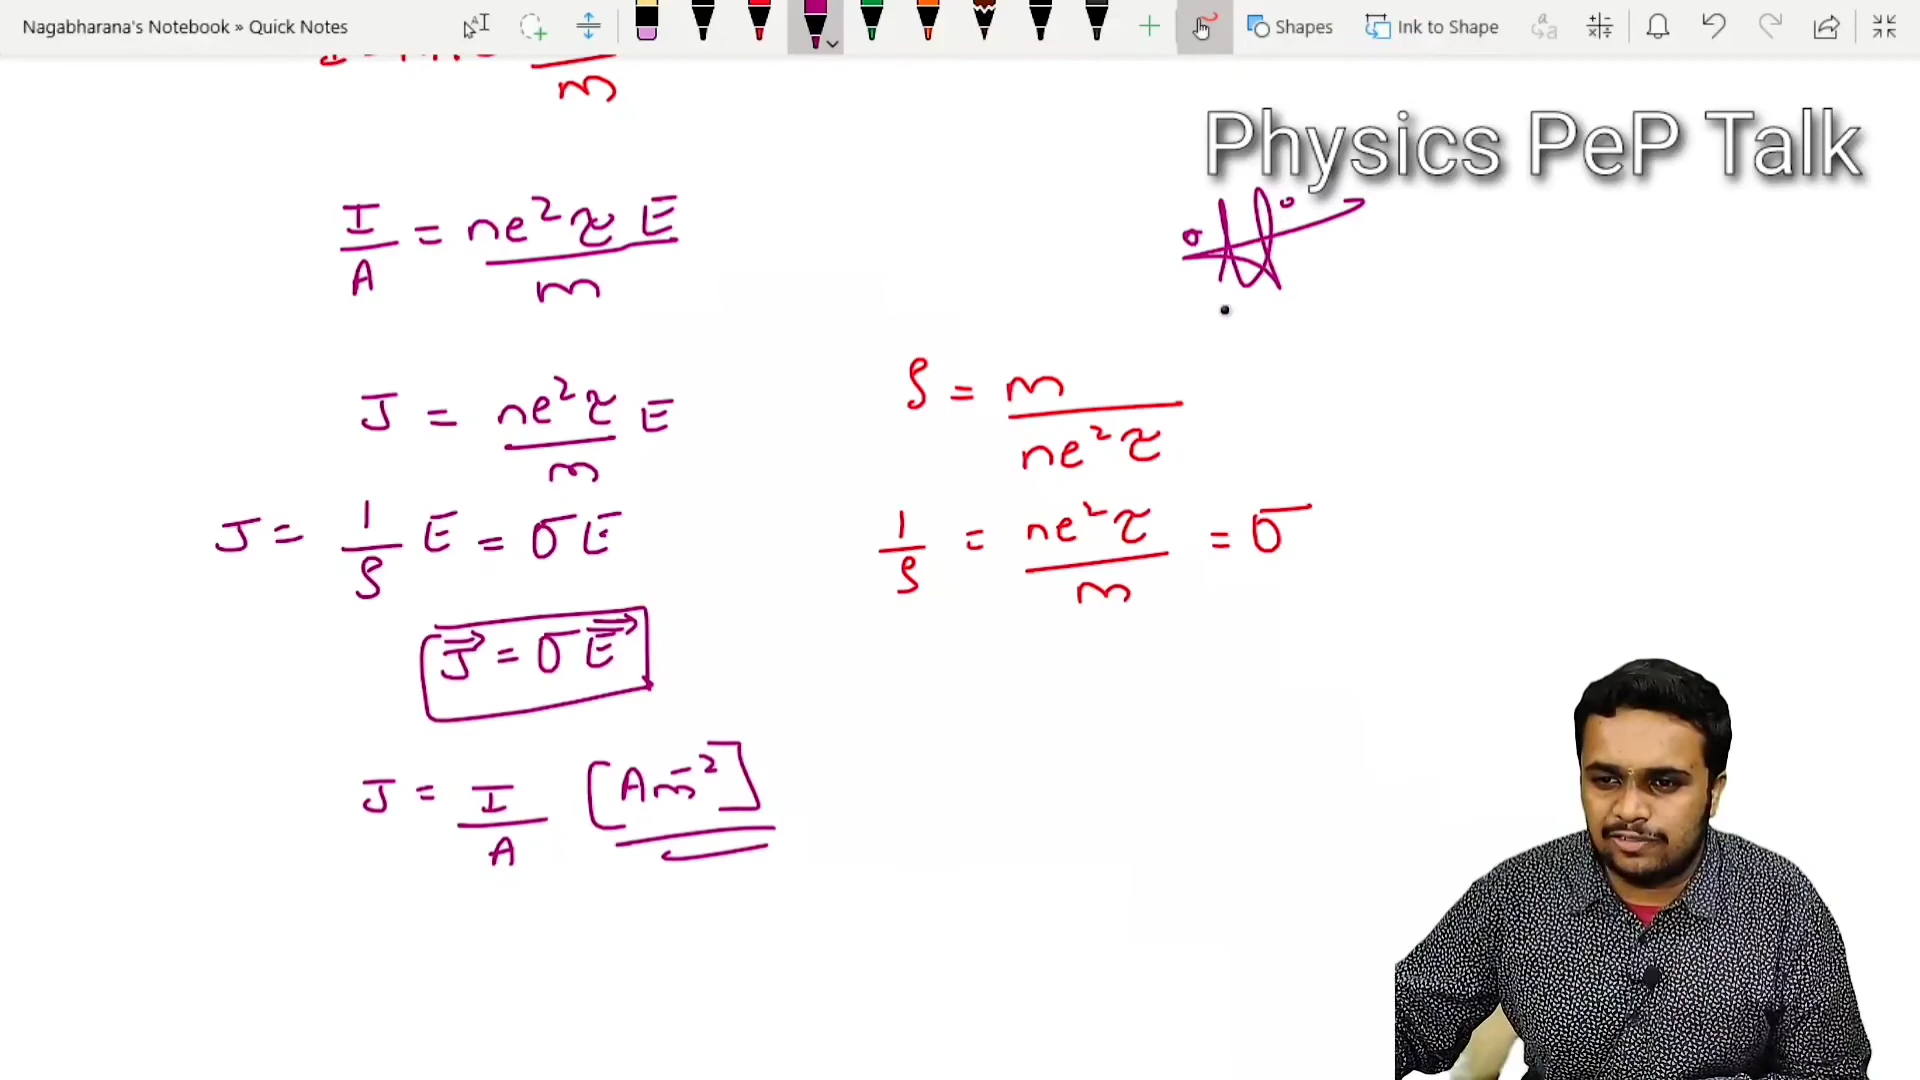 Nagabharana's Notebook » Quick Notes
Shapes
Ink to Shape
Physics PeP Talk
m
I/A = ne²τE/m
J = ne²τ/m E
J = 1/ρ E = σE
J⃗ = σE⃗
J = I/A [Am⁻²]
ρ = m/ne²τ
1/ρ = ne²τ/m = σ